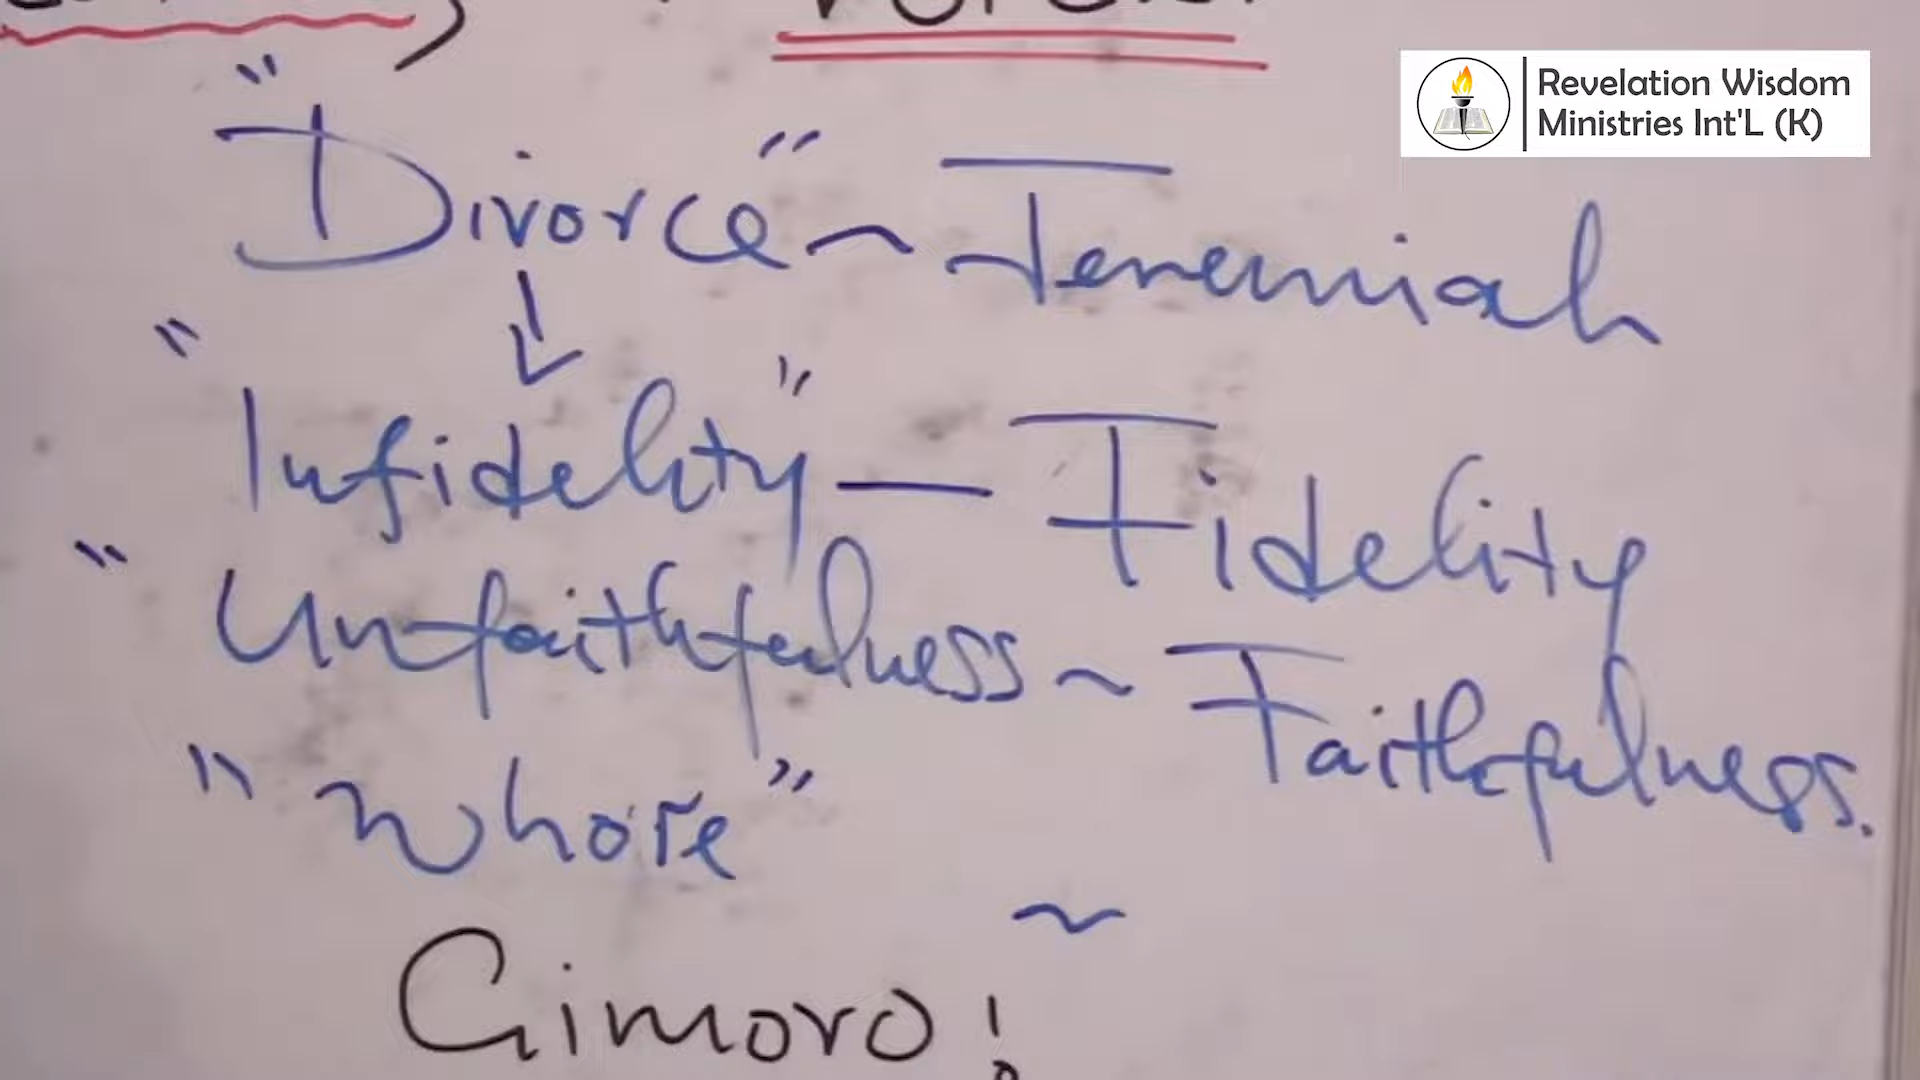 Revelation Wisdom
Ministries Int'L (K)
"Divorce" ~ Jeremiah
"Infidelity" — Fidelity
"Unfaithfulness ~ Faithfulness.
"Whore" ~
Gimoro!